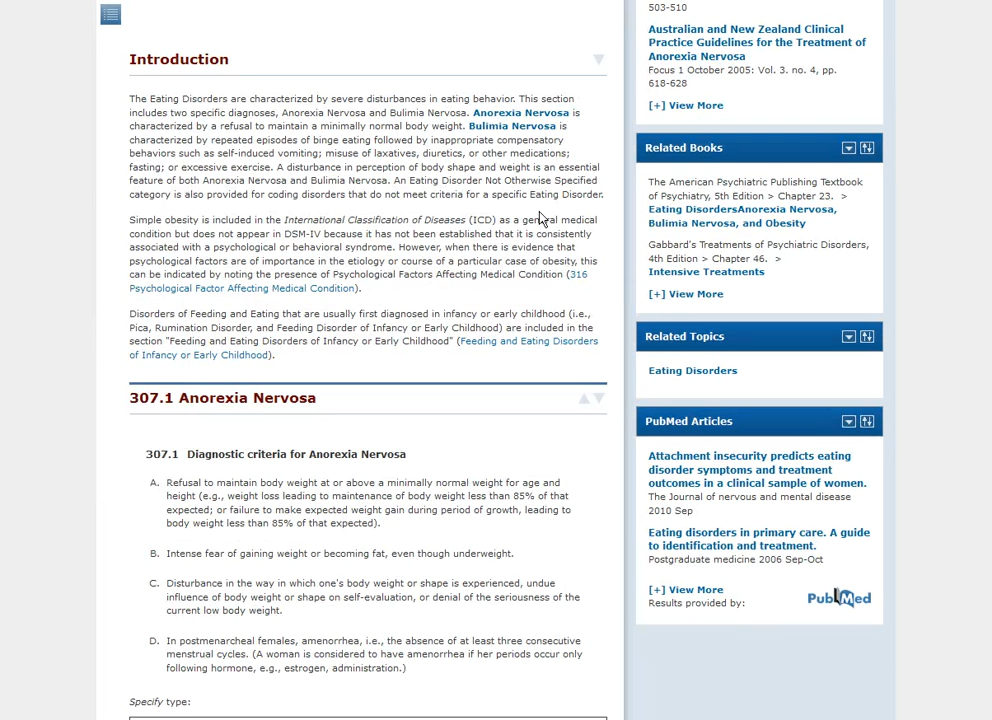 Introduction
The Eating Disorders are characterized by severe disturbances in eating behavior. This section
includes two specific diagnoses, Anorexia Nervosa and Bulimia Nervosa. Anorexia Nervosa is
characterized by a refusal to maintain a minimally normal body weight. Bulimia Nervosa is
characterized by repeated episodes of binge eating followed by inappropriate compensatory
behaviors such as self-induced vomiting; misuse of laxatives, diuretics, or other medications;
fasting; or excessive exercise. A disturbance in perception of body shape and weight is an essential
feature of both Anorexia Nervosa and Bulimia Nervosa. An Eating Disorder Not Otherwise Specified
category is also provided for coding disorders that do not meet criteria for a specific Eating Disorder.
Simple obesity is included in the International Classification of Diseases (ICD) as a general medical
condition but does not appear in DSM-IV because it has not been established that it is consistently
associated with a psychological or behavioral syndrome. However, when there is evidence that
psychological factors are of importance in the etiology or course of a particular case of obesity, this
can be indicated by noting the presence of Psychological Factors Affecting Medical Condition (316
Psychological Factor Affecting Medical Condition).
Disorders of Feeding and Eating that are usually first diagnosed in infancy or early childhood (i.e.,
Pica, Rumination Disorder, and Feeding Disorder of Infancy or Early Childhood) are included in the
section "Feeding and Eating Disorders of Infancy or Early Childhood" (Feeding and Eating Disorders
of Infancy or Early Childhood).
307.1 Anorexia Nervosa
307.1 Diagnostic criteria for Anorexia Nervosa
A. Refusal to maintain body weight at or above a minimally normal weight for age and
height (e.g., weight loss leading to maintenance of body weight less than 85% of that
expected; or failure to make expected weight gain during period of growth, leading to
body weight less than 85% of that expected).
B. Intense fear of gaining weight or becoming fat, even though underweight.
C. Disturbance in the way in which one's body weight or shape is experienced, undue
influence of body weight or shape on self-evaluation, or denial of the seriousness of the
current low body weight.
D. In postmenarcheal females, amenorrhea, i.e., the absence of at least three consecutive
menstrual cycles. (A woman is considered to have amenorrhea if her periods occur only
following hormone, e.g., estrogen, administration.)
Specify type:
503-510
Australian and New Zealand Clinical
Practice Guidelines for the Treatment of
Anorexia Nervosa
Focus 1 October 2005: Vol. 3. no. 4, pp.
618-628
[+] View More
Related Books
The American Psychiatric Publishing Textbook
of Psychiatry, 5th Edition > Chapter 23. >
Eating DisordersAnorexia Nervosa,
Bulimia Nervosa, and Obesity
Gabbard's Treatments of Psychiatric Disorders,
4th Edition > Chapter 46. >
Intensive Treatments
[+] View More
Related Topics
Eating Disorders
PubMed Articles
Attachment insecurity predicts eating
disorder symptoms and treatment
outcomes in a clinical sample of women.
The Journal of nervous and mental disease
2010 Sep
Eating disorders in primary care. A guide
to identification and treatment.
Postgraduate medicine 2006 Sep-Oct
[+] View More
Results provided by:
PubMed